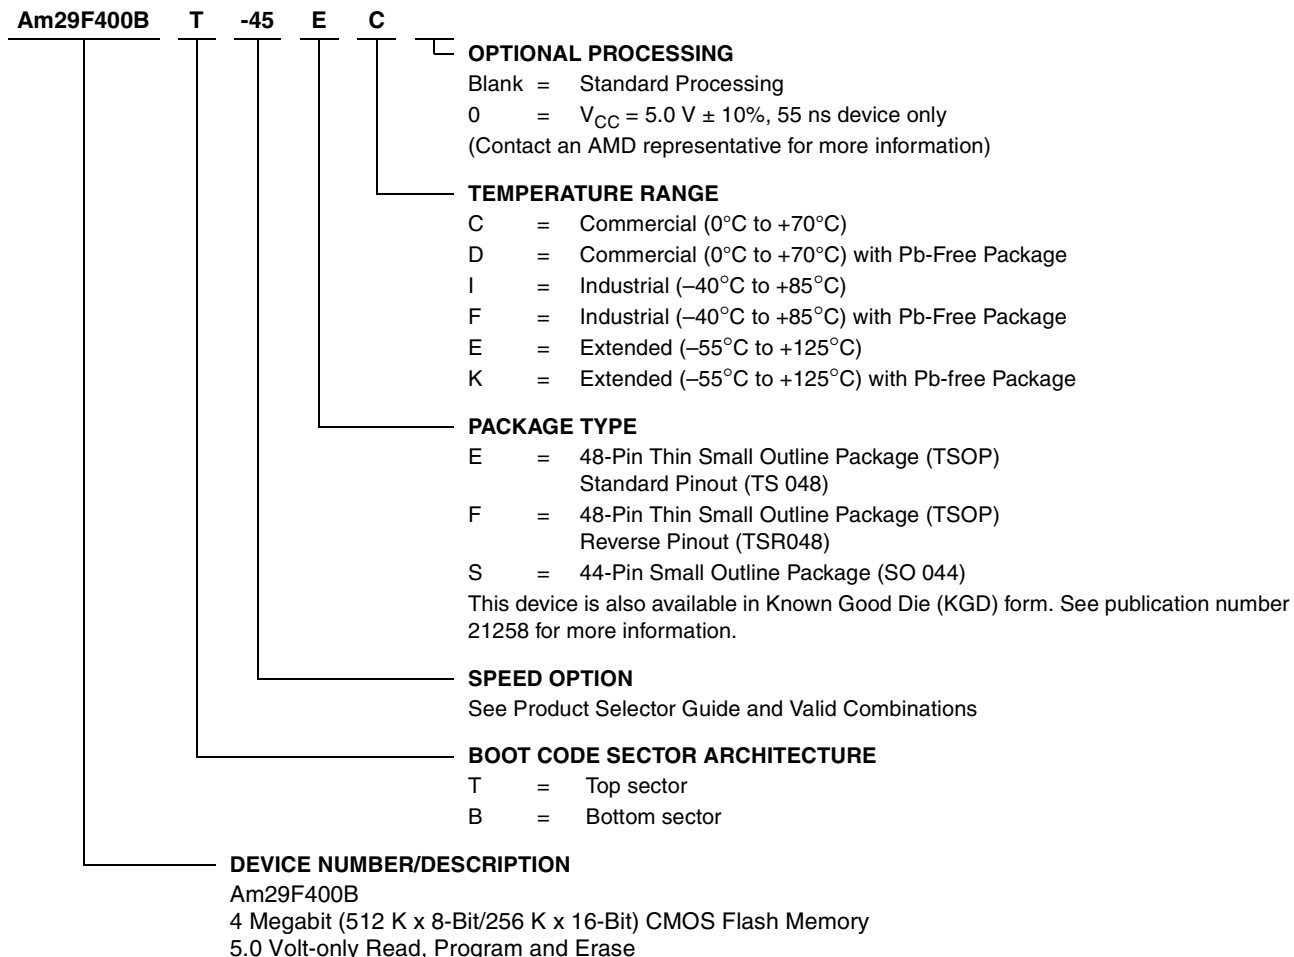 Am29F400B T -45 E C
OPTIONAL PROCESSING
Blank = Standard Processing
0 = VCC = 5.0 V ± 10%, 55 ns device only
(Contact an AMD representative for more information)
TEMPERATURE RANGE
C = Commercial (0°C to +70°C)
D = Commercial (0°C to +70°C) with Pb-Free Package
I = Industrial (–40°C to +85°C)
F = Industrial (–40°C to +85°C) with Pb-Free Package
E = Extended (–55°C to +125°C)
K = Extended (–55°C to +125°C) with Pb-free Package
PACKAGE TYPE
E = 48-Pin Thin Small Outline Package (TSOP)
Standard Pinout (TS 048)
F = 48-Pin Thin Small Outline Package (TSOP)
Reverse Pinout (TSR048)
S = 44-Pin Small Outline Package (SO 044)
This device is also available in Known Good Die (KGD) form. See publication number
21258 for more information.
SPEED OPTION
See Product Selector Guide and Valid Combinations
BOOT CODE SECTOR ARCHITECTURE
T = Top sector
B = Bottom sector
DEVICE NUMBER/DESCRIPTION
Am29F400B
4 Megabit (512 K x 8-Bit/256 K x 16-Bit) CMOS Flash Memory
5.0 Volt-only Read, Program and Erase